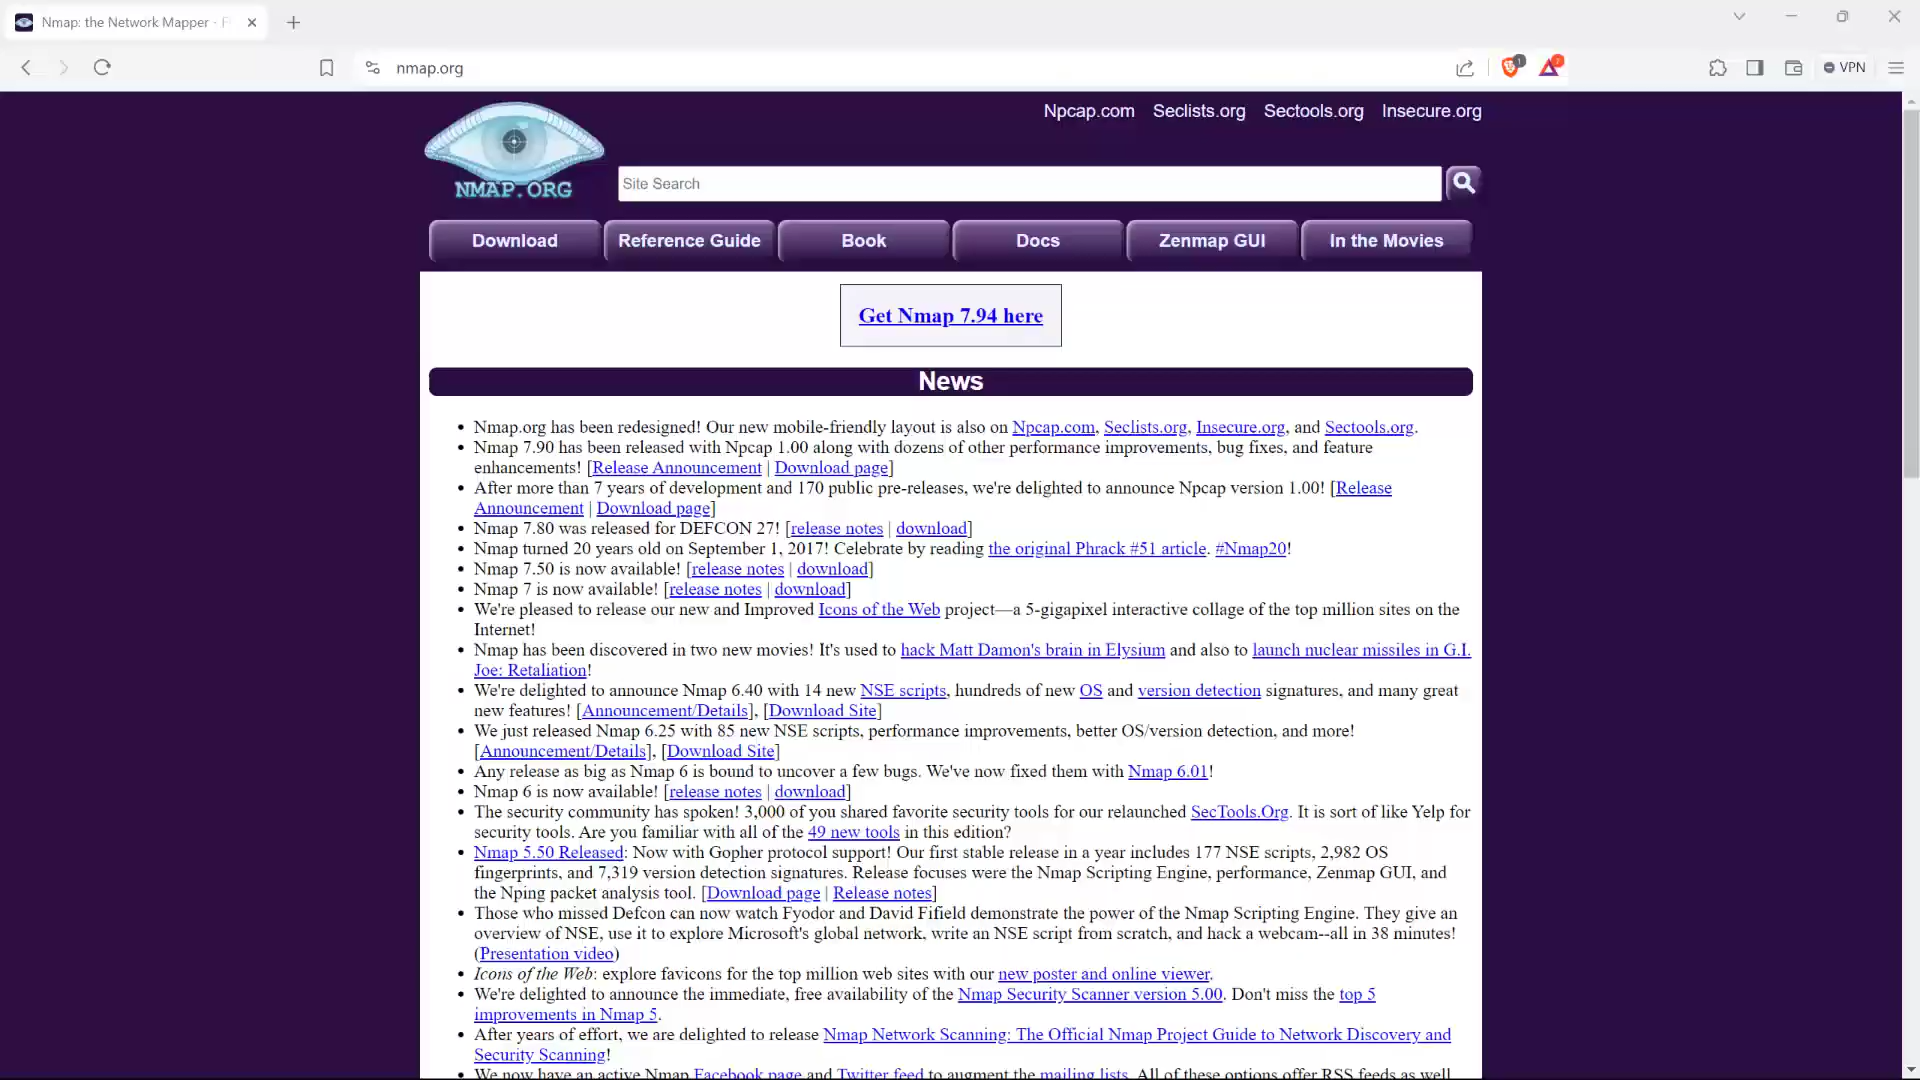 Nmap: the Network Mapper - F
nmap.org
1
7
VPN
Npcap.com Seclists.org Sectools.org Insecure.org
NMAP.ORG
Site Search
Download Reference Guide Book Docs Zenmap GUI In the Movies
Get Nmap 7.94 here
News
• Nmap.org has been redesigned! Our new mobile-friendly layout is also on Npcap.com, Seclists.org, Insecure.org, and Sectools.org.
• Nmap 7.90 has been released with Npcap 1.00 along with dozens of other performance improvements, bug fixes, and feature
enhancements! [Release Announcement | Download page]
• After more than 7 years of development and 170 public pre-releases, we're delighted to announce Npcap version 1.00! [Release
Announcement | Download page]
• Nmap 7.80 was released for DEFCON 27! [release notes | download]
• Nmap turned 20 years old on September 1, 2017! Celebrate by reading the original Phrack #51 article. #Nmap20!
• Nmap 7.50 is now available! [release notes | download]
• Nmap 7 is now available! [release notes | download]
• We're pleased to release our new and Improved Icons of the Web project—a 5-gigapixel interactive collage of the top million sites on the
Internet!
• Nmap has been discovered in two new movies! It's used to hack Matt Damon's brain in Elysium and also to launch nuclear missiles in G.I.
Joe: Retaliation!
• We're delighted to announce Nmap 6.40 with 14 new NSE scripts, hundreds of new OS and version detection signatures, and many great
new features! [Announcement/Details], [Download Site]
• We just released Nmap 6.25 with 85 new NSE scripts, performance improvements, better OS/version detection, and more!
[Announcement/Details], [Download Site]
• Any release as big as Nmap 6 is bound to uncover a few bugs. We've now fixed them with Nmap 6.01!
• Nmap 6 is now available! [release notes | download]
• The security community has spoken! 3,000 of you shared favorite security tools for our relaunched SecTools.Org. It is sort of like Yelp for
security tools. Are you familiar with all of the 49 new tools in this edition?
• Nmap 5.50 Released: Now with Gopher protocol support! Our first stable release in a year includes 177 NSE scripts, 2,982 OS
fingerprints, and 7,319 version detection signatures. Release focuses were the Nmap Scripting Engine, performance, Zenmap GUI, and
the Nping packet analysis tool. [Download page | Release notes]
• Those who missed Defcon can now watch Fyodor and David Fifield demonstrate the power of the Nmap Scripting Engine. They give an
overview of NSE, use it to explore Microsoft's global network, write an NSE script from scratch, and hack a webcam--all in 38 minutes!
(Presentation video)
• Icons of the Web: explore favicons for the top million web sites with our new poster and online viewer.
• We're delighted to announce the immediate, free availability of the Nmap Security Scanner version 5.00. Don't miss the top 5
improvements in Nmap 5.
• After years of effort, we are delighted to release Nmap Network Scanning: The Official Nmap Project Guide to Network Discovery and
Security Scanning!
• We now have an active Nmap Facebook page and Twitter feed to augment the mailing lists. All of these options offer RSS feeds as well.